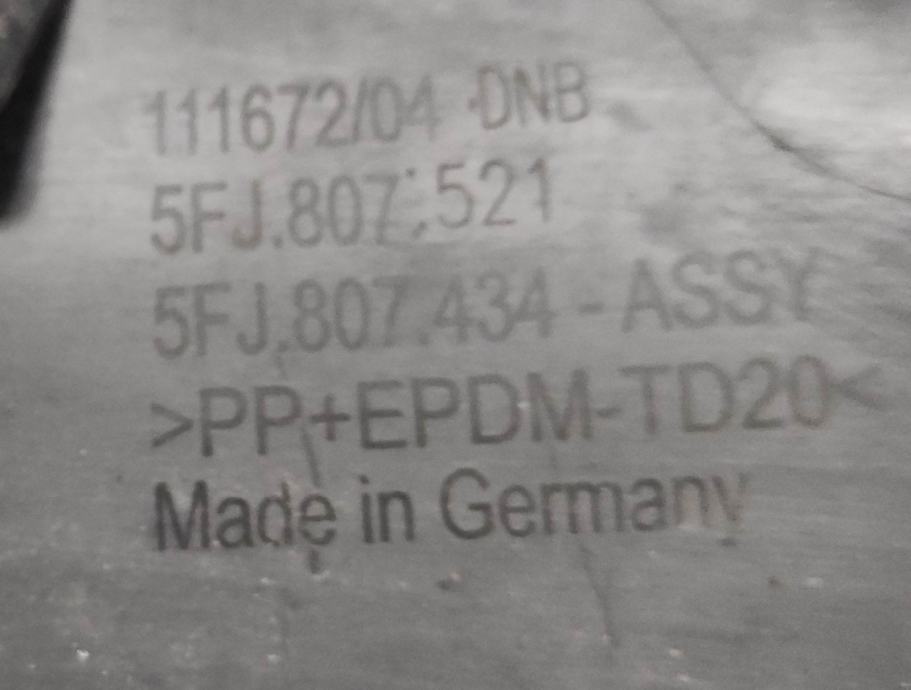 111672/04 DNB
5FJ.807.521
5FJ.807.434 - ASSY
>PP+EPDM-TD20<
Made in Germany